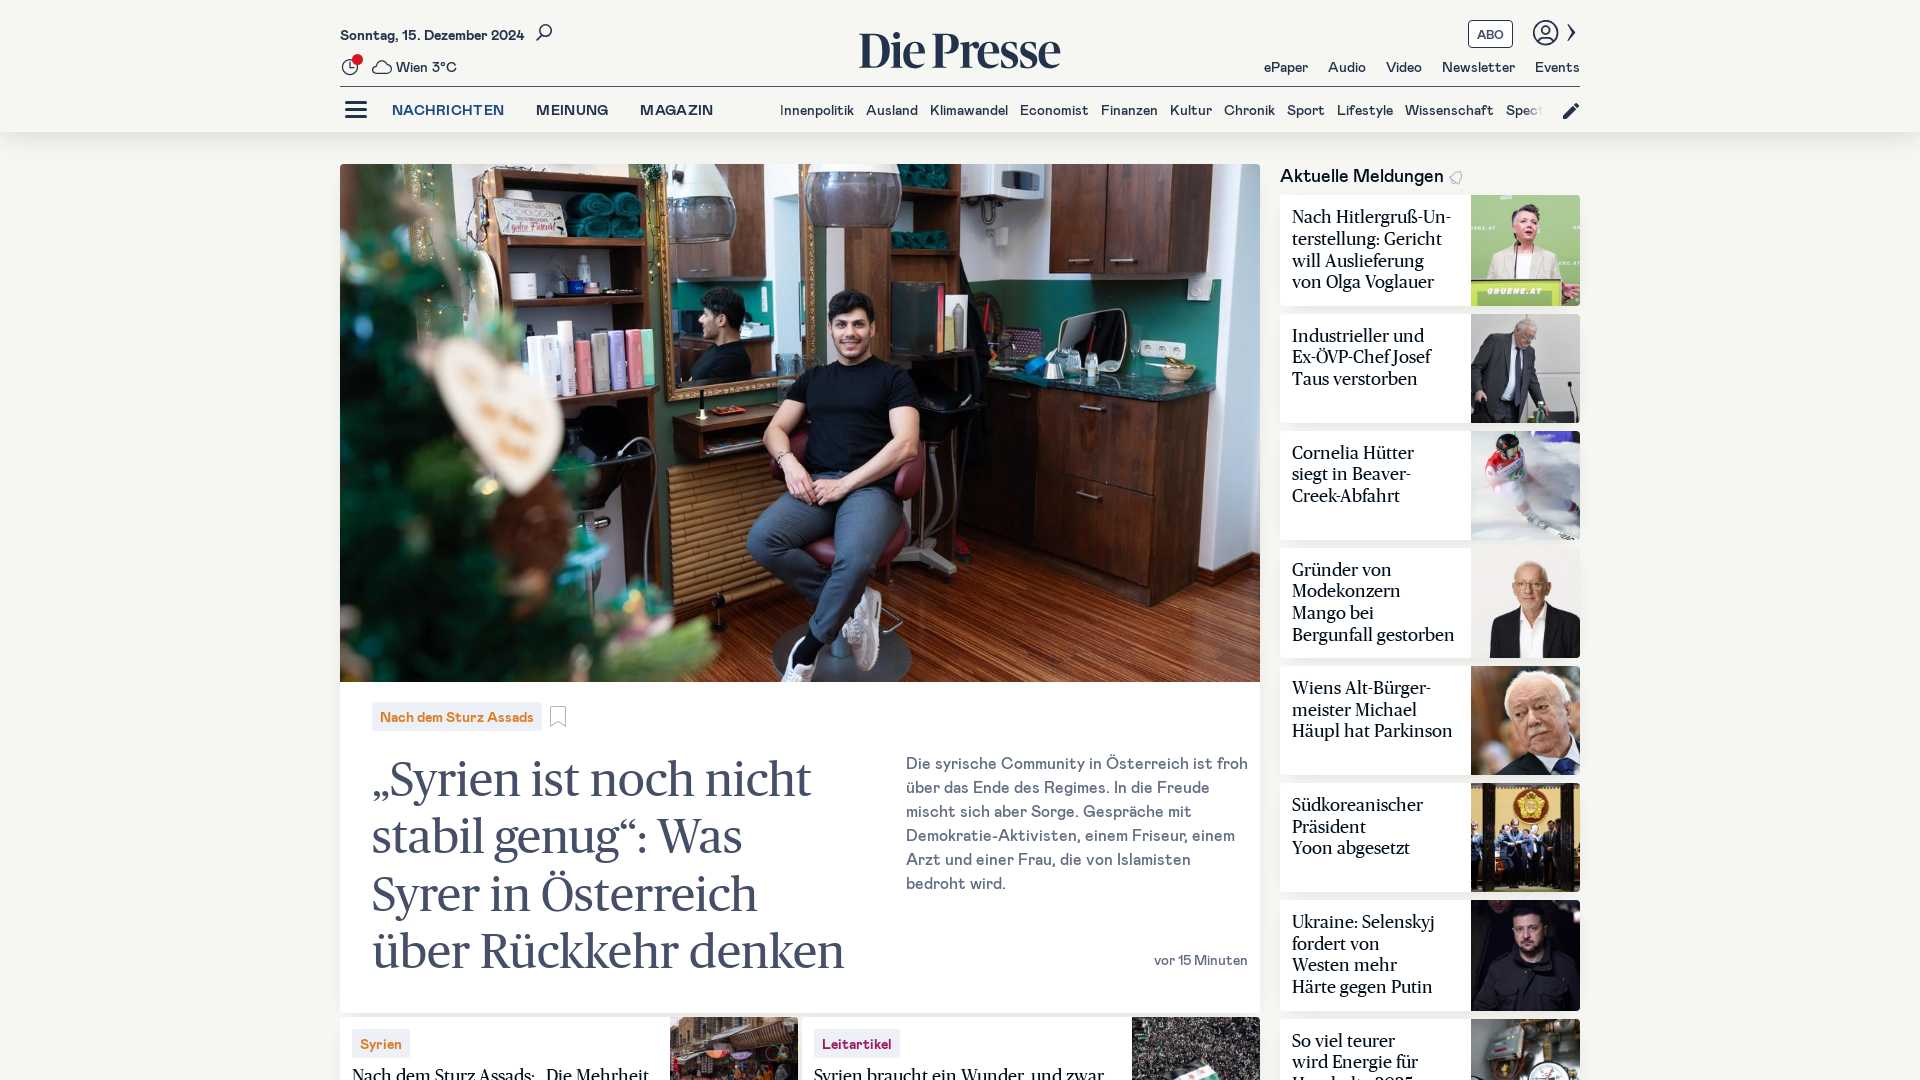 Sonntag, 15. Dezember 2024
Wien 3°C
Die Presse
ABO
ePaper Audio Video Newsletter Events
NACHRICHTEN MEINUNG MAGAZIN
Innenpolitik Ausland Klimawandel Economist Finanzen Kultur Chronik Sport Lifestyle Wissenschaft Spect
Nach dem Sturz Assads
„Syrien ist noch nicht
stabil genug“: Was
Syrer in Österreich
über Rückkehr denken
Die syrische Community in Österreich ist froh
über das Ende des Regimes. In die Freude
mischt sich aber Sorge. Gespräche mit
Demokratie-Aktivisten, einem Friseur, einem
Arzt und einer Frau, die von Islamisten
bedroht wird.
vor 15 Minuten
Syrien
Nach dem Sturz Assads: „Die Mehrheit
Leitartikel
Syrien braucht ein Wunder, und zwar
Aktuelle Meldungen
Nach Hitlergruß-Un-
terstellung: Gericht
will Auslieferung
von Olga Voglauer
GRUENE.AT
Industrieller und
Ex-ÖVP-Chef Josef
Taus verstorben
Cornelia Hütter
siegt in Beaver-
Creek-Abfahrt
Gründer von
Modekonzern
Mango bei
Bergunfall gestorben
Wiens Alt-Bürger-
meister Michael
Häupl hat Parkinson
Südkoreanischer
Präsident
Yoon abgesetzt
Ukraine: Selenskyj
fordert von
Westen mehr
Härte gegen Putin
So viel teurer
wird Energie für
Haushalte 2025